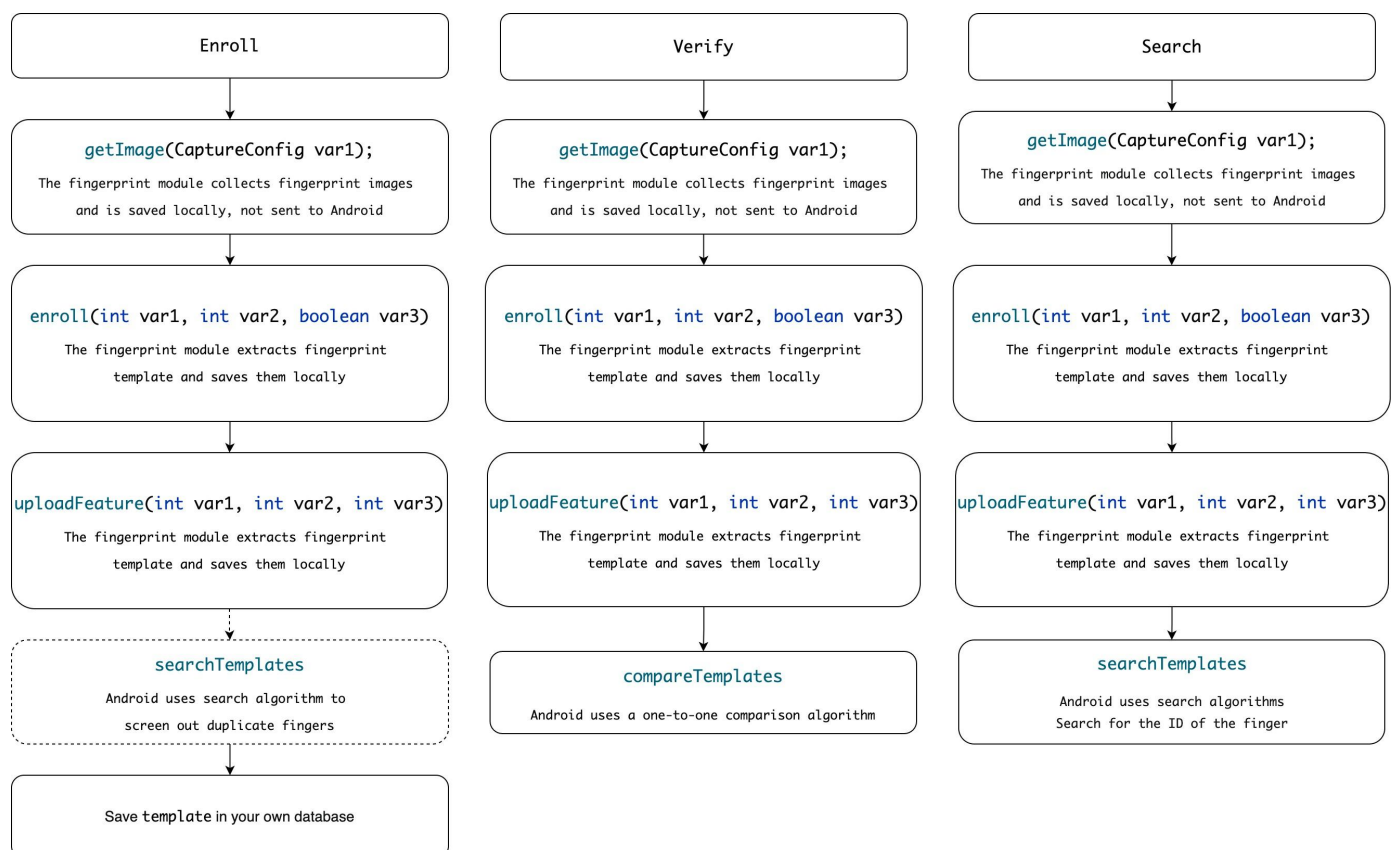 Enroll
getImage(CaptureConfig var1);
The fingerprint module collects fingerprint images
and is saved locally, not sent to Android
enroll(int var1, int var2, boolean var3)
The fingerprint module extracts fingerprint
template and saves them locally
uploadFeature(int var1, int var2, int var3)
The fingerprint module extracts fingerprint
template and saves them locally
searchTemplates
Android uses search algorithm to
screen out duplicate fingers
Save template in your own database
Verify
getImage(CaptureConfig var1);
The fingerprint module collects fingerprint images
and is saved locally, not sent to Android
enroll(int var1, int var2, boolean var3)
The fingerprint module extracts fingerprint
template and saves them locally
uploadFeature(int var1, int var2, int var3)
The fingerprint module extracts fingerprint
template and saves them locally
compareTemplates
Android uses a one-to-one comparison algorithm
Search
getImage(CaptureConfig var1);
The fingerprint module collects fingerprint images
and is saved locally, not sent to Android
enroll(int var1, int var2, boolean var3)
The fingerprint module extracts fingerprint
template and saves them locally
uploadFeature(int var1, int var2, int var3)
The fingerprint module extracts fingerprint
template and saves them locally
searchTemplates
Android uses search algorithms
Search for the ID of the finger